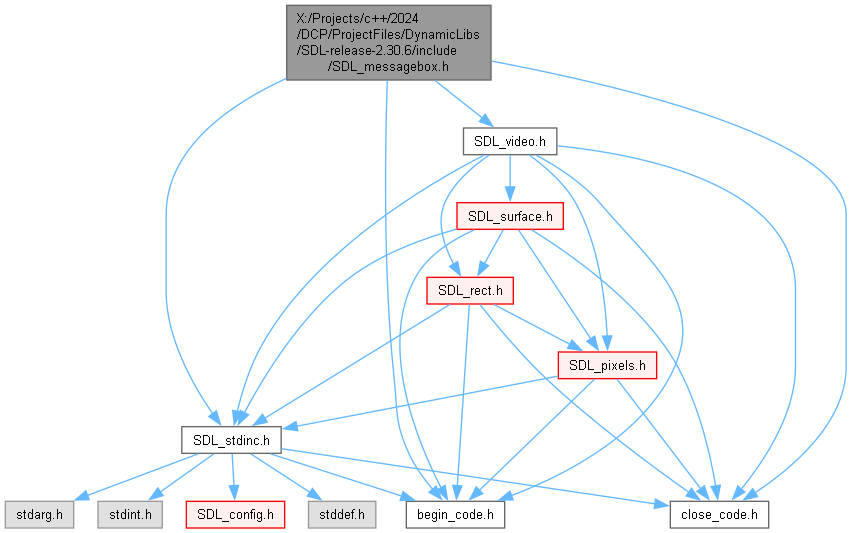 X:/Projects/c++/2024
/DCP/ProjectFiles/DynamicLibs
/SDL-release-2.30.6/include
/SDL_messagebox.h
SDL_video.h
SDL_surface.h
SDL_rect.h
SDL_pixels.h
SDL_stdinc.h
stdarg.h
stdint.h
SDL_config.h
stddef.h
begin_code.h
close_code.h